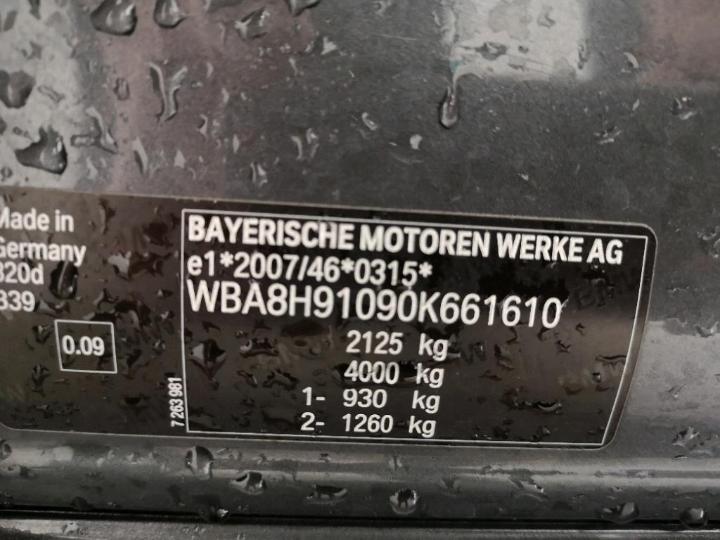 Made in
Germany
320d
B39
0.09
7 263 981
BAYERISCHE MOTOREN WERKE AG
e1*2007/46*0315*
WBA8H91090K661610
2125 kg
4000 kg
1- 930 kg
2- 1260 kg